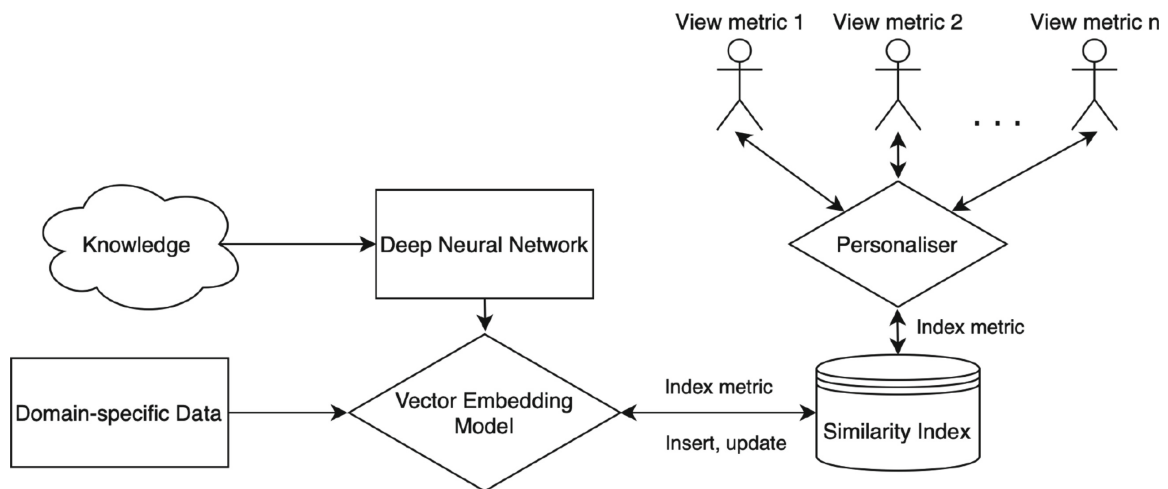 View metric 1
View metric 2
View metric n
. . .
Knowledge
Deep Neural Network
Personaliser
Index metric
Domain-specific Data
Vector Embedding
Model
Index metric
Insert, update
Similarity Index